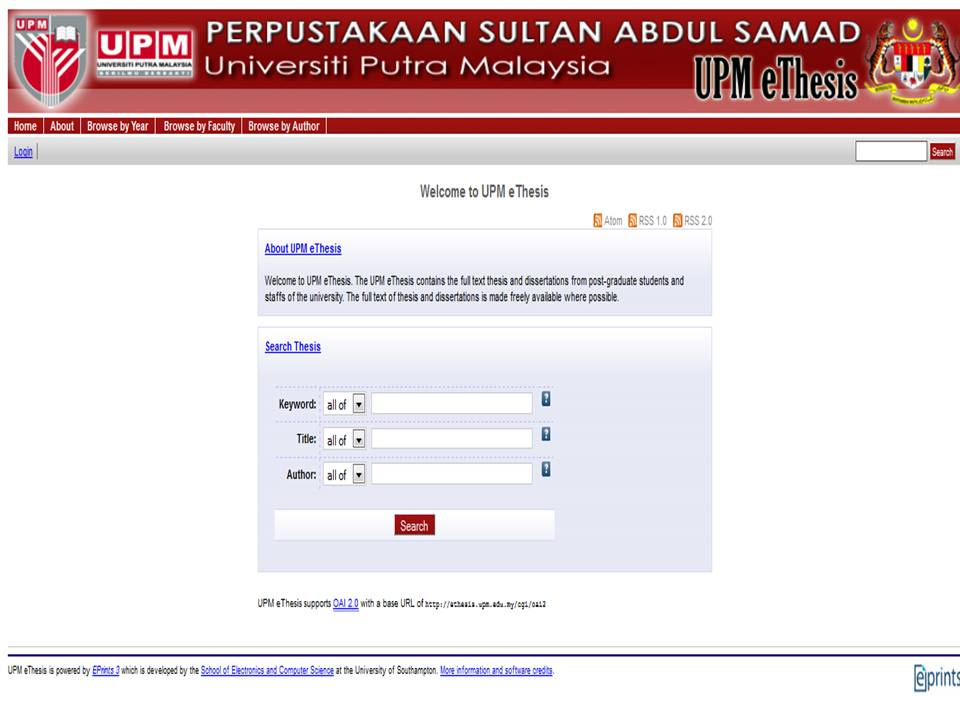 UPM
UPM
UNIVERSITI PUTRA MALAYSIA
BERILMU BERBAKTI
PERPUSTAKAAN SULTAN ABDUL SAMAD
Universiti Putra Malaysia
UPM eThesis
Home About Browse by Year Browse by Faculty Browse by Author
Login Search
Welcome to UPM eThesis
Atom RSS 1.0 RSS 2.0
About UPM eThesis
Welcome to UPM eThesis. The UPM eThesis contains the full text thesis and dissertations from post-graduate students and
staffs of the university. The full text of thesis and dissertations is made freely available where possible.
Search Thesis
Keyword: all of ?
Title: all of ?
Author: all of ?
Search
UPM eThesis supports OAI 2.0 with a base URL of http://ethesis.upm.edu.my/cgi/oai2
UPM eThesis is powered by EPrints 3 which is developed by the School of Electronics and Computer Science at the University of Southampton. More information and software credits.
eprints